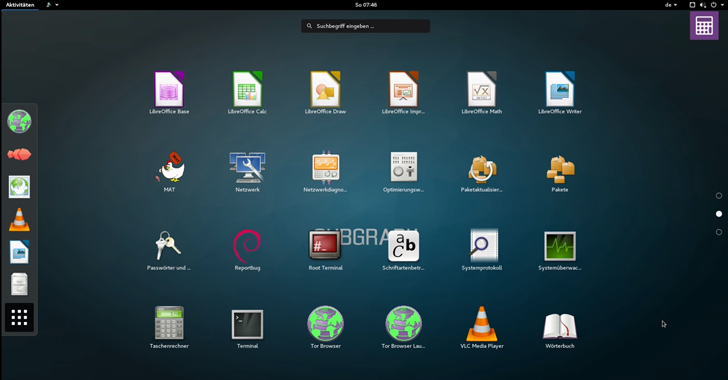 Aktivitäten
So 07:46
de
Suchbegriff eingeben ...
LibreOffice Base
LibreOffice Calc
LibreOffice Draw
LibreOffice Impr...
LibreOffice Math
LibreOffice Writer
MAT
Netzwerk
Netzwerkdiagno...
Optimierungsw...
Paketaktualisier...
Pakete
SUBGRAPH
Passwörter und ...
Reportbug
Root Terminal
Schriftartenbetr...
Systemprotokoll
Systemüberwac...
Taschenrechner
Terminal
Tor Browser
Tor Browser Lau...
VLC Media Player
Wörterbuch